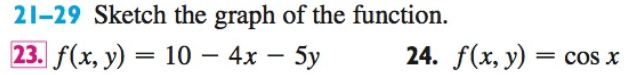 21–29 Sketch the graph of the function.
23. f(x, y) = 10 − 4x − 5y 24. f(x, y) = cos x